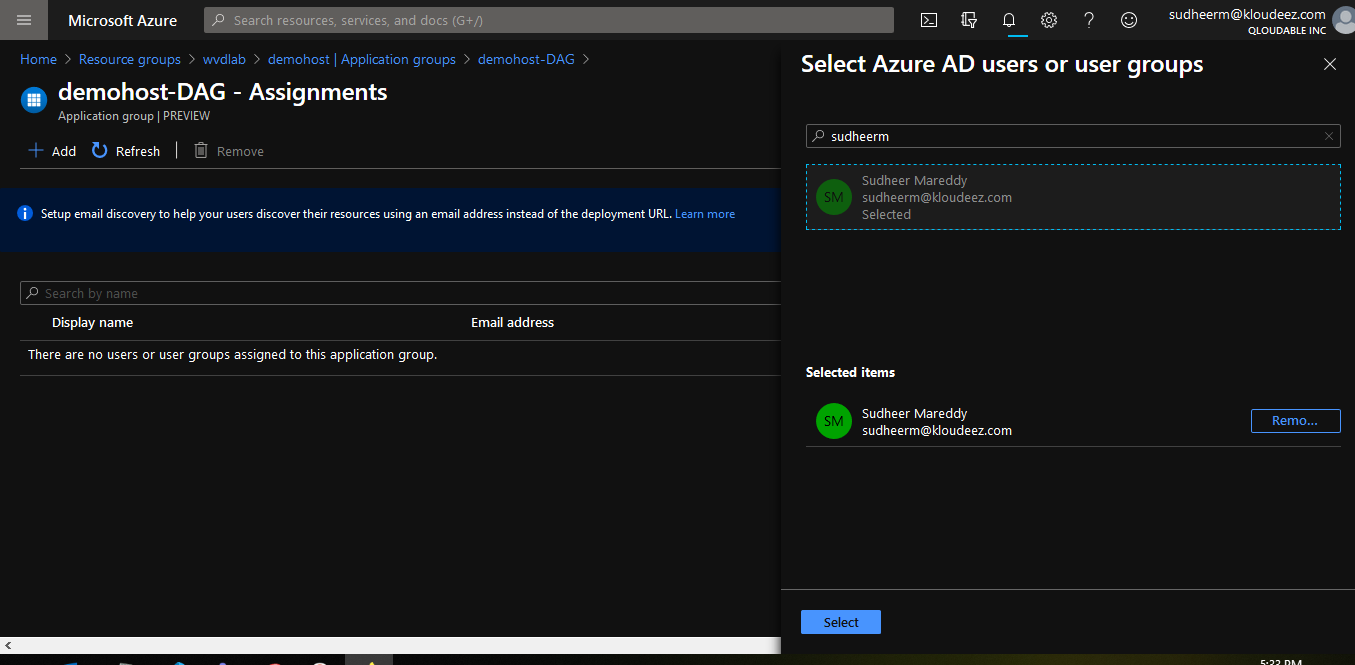 Microsoft Azure
Search resources, services, and docs (G+/)
sudheerm@kloudeez.com
QLOUDABLE INC
Home > Resource groups > wvdlab > demohost | Application groups > demohost-DAG >
demohost-DAG - Assignments
Application group | PREVIEW
Add Refresh | Remove
Setup email discovery to help your users discover their resources using an email address instead of the deployment URL. Learn more
Search by name
Display name Email address
There are no users or user groups assigned to this application group.
Select Azure AD users or user groups
sudheerm
SM
Sudheer Mareddy
sudheerm@kloudeez.com
Selected
Selected items
SM
Sudheer Mareddy
sudheerm@kloudeez.com
Remo...
Select